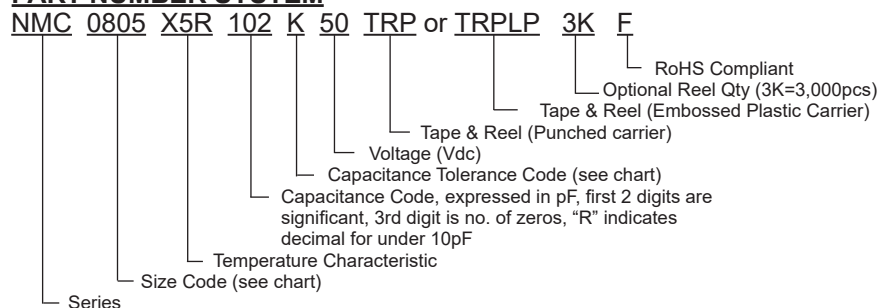 PART NUMBER SYSTEM
NMC 0805 X5R 102 K 50 TRP or TRPLP 3K F
RoHS Compliant
Optional Reel Qty (3K=3,000pcs)
Tape & Reel (Embossed Plastic Carrier)
Tape & Reel (Punched carrier)
Voltage (Vdc)
Capacitance Tolerance Code (see chart)
Capacitance Code, expressed in pF, first 2 digits are
significant, 3rd digit is no. of zeros, “R” indicates
decimal for under 10pF
Temperature Characteristic
Size Code (see chart)
Series